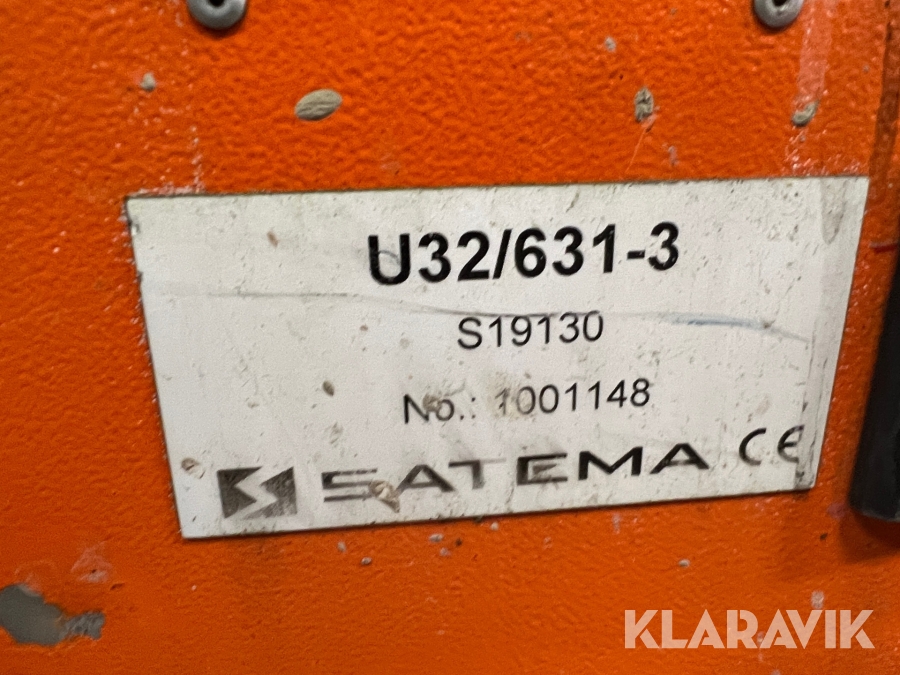 U32/631-3
S19130
No.: 1001148
SATEMA CE
KLARAVIK